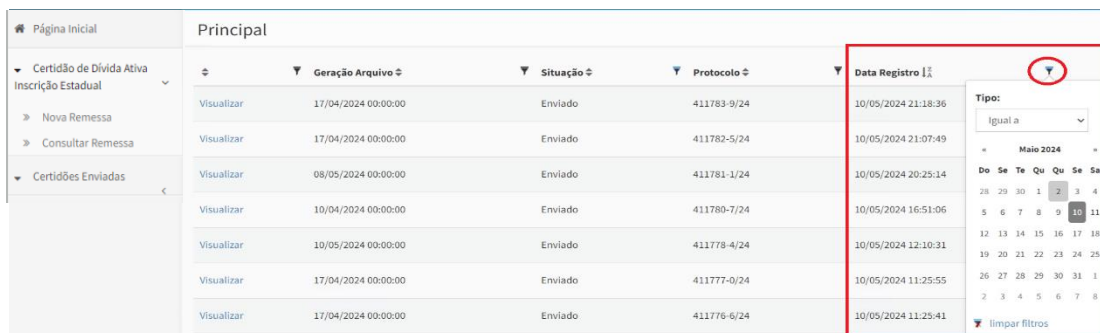 Página Inicial
Certidão de Dívida Ativa
Inscrição Estadual
Nova Remessa
Consultar Remessa
Certidões Enviadas
Principal
Geração Arquivo Situação Protocolo Data Registro
Visualizar 17/04/2024 00:00:00 Enviado 411783-9/24 10/05/2024 21:18:36
Visualizar 17/04/2024 00:00:00 Enviado 411782-5/24 10/05/2024 21:07:49
Visualizar 08/05/2024 00:00:00 Enviado 411781-1/24 10/05/2024 20:25:14
Visualizar 10/04/2024 00:00:00 Enviado 411780-7/24 10/05/2024 16:51:06
Visualizar 10/05/2024 00:00:00 Enviado 411778-4/24 10/05/2024 12:10:31
Visualizar 17/04/2024 00:00:00 Enviado 411777-0/24 10/05/2024 11:25:55
Visualizar 17/04/2024 00:00:00 Enviado 411776-6/24 10/05/2024 11:25:41
Tipo:
Igual a
« Maio 2024 »
Do Se Te Qu Qu Se Sa
28 29 30 1 2 3 4
5 6 7 8 9 10 11
12 13 14 15 16 17 18
19 20 21 22 23 24 25
26 27 28 29 30 31 1
2 3 4 5 6 7 8
limpar filtros